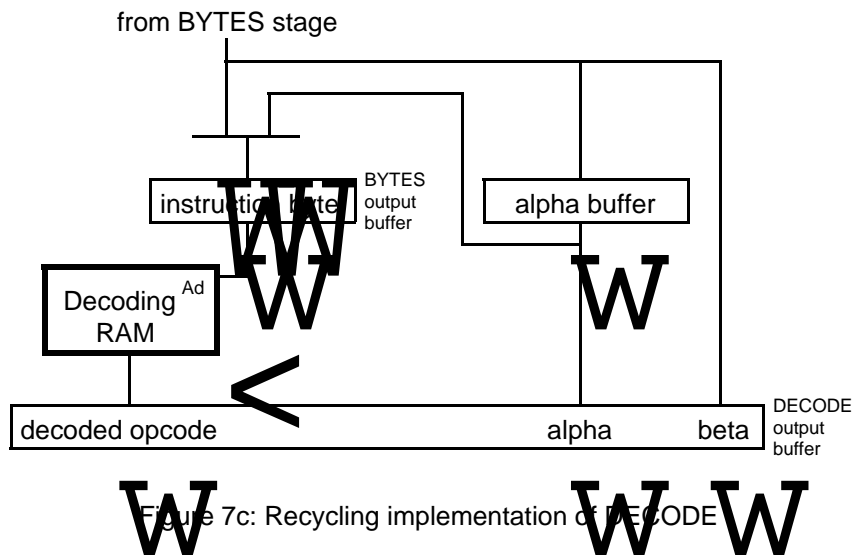 from BYTES stage
instruction byte
BYTES
output
buffer
alpha buffer
W W
W
W
Decoding Ad
RAM
<
decoded opcode
alpha
beta
DECODE
output
buffer
W
W
W
Figure 7c: Recycling implementation of DECODE